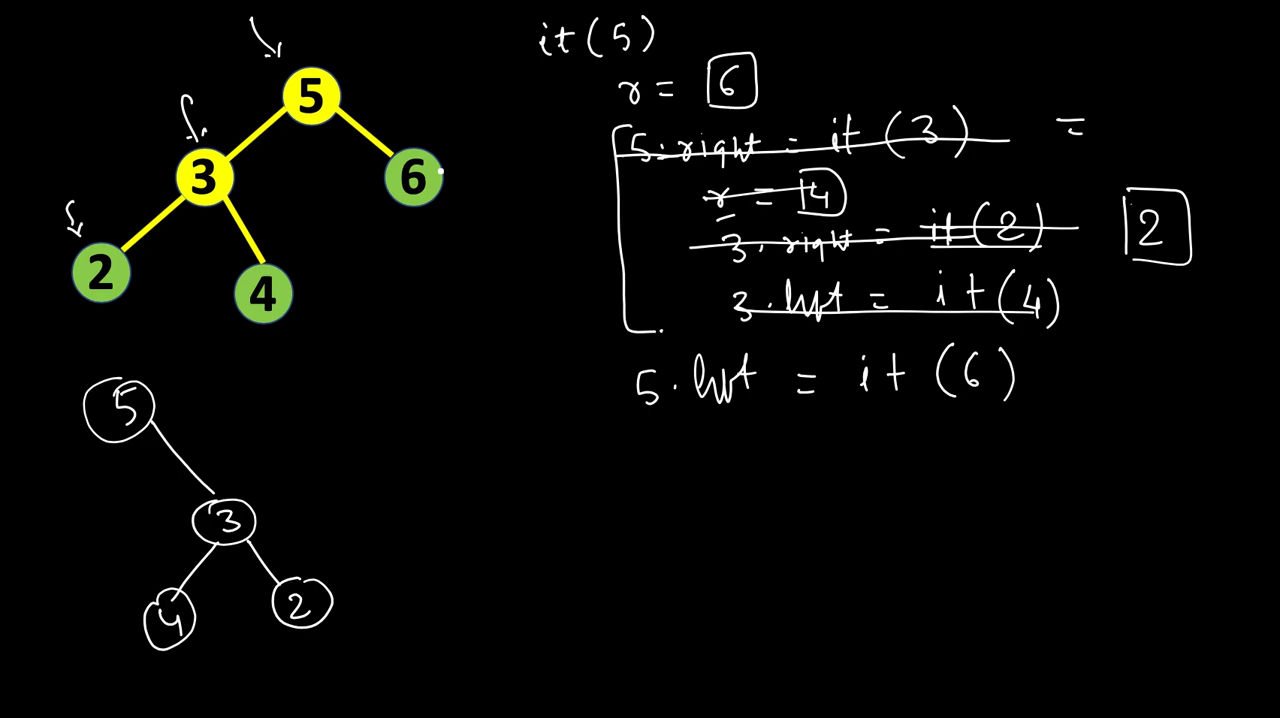 5
3
6
2
4
it(5)
r = 6
5.right = it(3) =
r = 4
3.right = it(2) 2
3.left = it(4)
5.left = it(6)
5
3
4
2